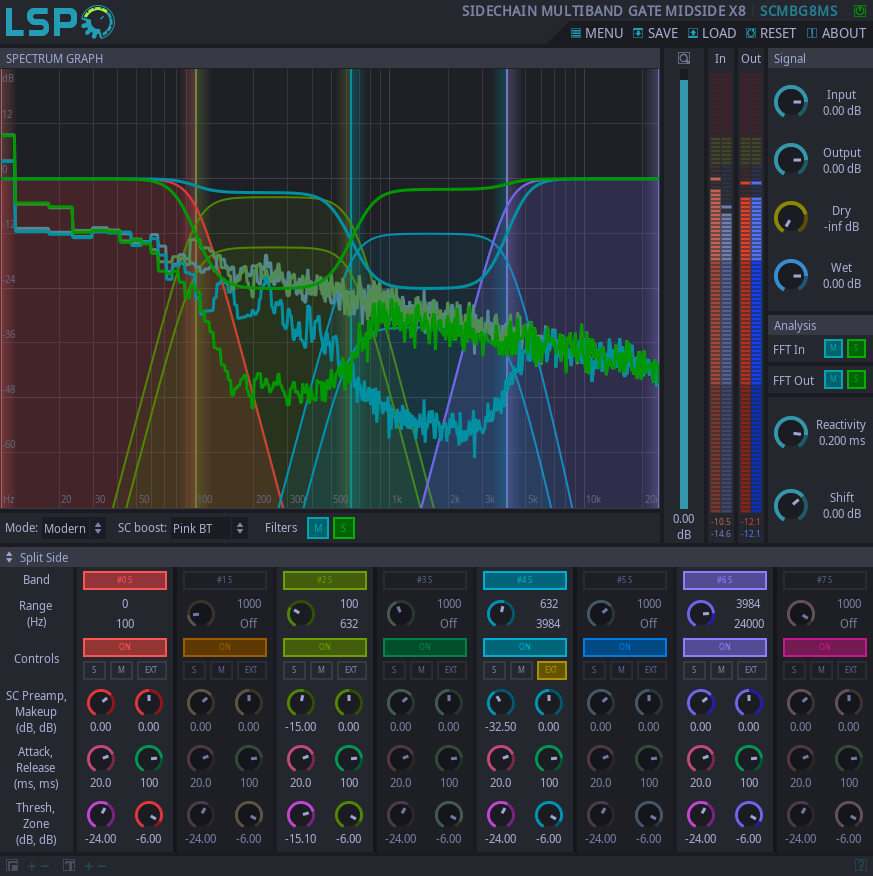 LSP SIDECHAIN MULTIBAND GATE MIDSIDE X8 SCMBG8MS
MENU SAVE LOAD RESET ABOUT
SPECTRUM GRAPH In Out Signal
dB
12
0
-12
-24
-36
-48
-60
Hz 20 30 50 100 200 300 500 1k 2k 3k 5k 10k 20k
0.00
dB
-10.5 -12.1
-14.6 -12.1
Input
0.00 dB
Output
0.00 dB
Dry
-inf dB
Wet
0.00 dB
Analysis
FFT In M S
FFT Out M S
Reactivity
0.200 ms
Shift
0.00 dB
Mode: Modern SC boost: Pink BT Filters M S
Split Side
Band #0 S #1 S #2 S #3 S #4 S #5 S #6 S #7 S
Range 0 1000 100 1000 632 1000 3984 1000
(Hz) 100 Off 632 Off 3984 Off 24000 Off
Controls ON ON ON ON ON ON ON ON
S M EXT S M EXT S M EXT S M EXT S M EXT S M EXT S M EXT S M EXT
SC Preamp,
Makeup
(dB, dB) 0.00 0.00 0.00 0.00 -15.00 0.00 0.00 0.00 -32.50 0.00 0.00 0.00 0.00 0.00 0.00 0.00
Attack,
Release
(ms, ms) 20.0 100 20.0 100 20.0 100 20.0 100 20.0 100 20.0 100 20.0 100 20.0 100
Thresh,
Zone
(dB, dB) -24.00 -6.00 -24.00 -6.00 -15.10 -6.00 -24.00 -6.00 -24.00 -6.00 -24.00 -6.00 -24.00 -6.00 -24.00 -6.00